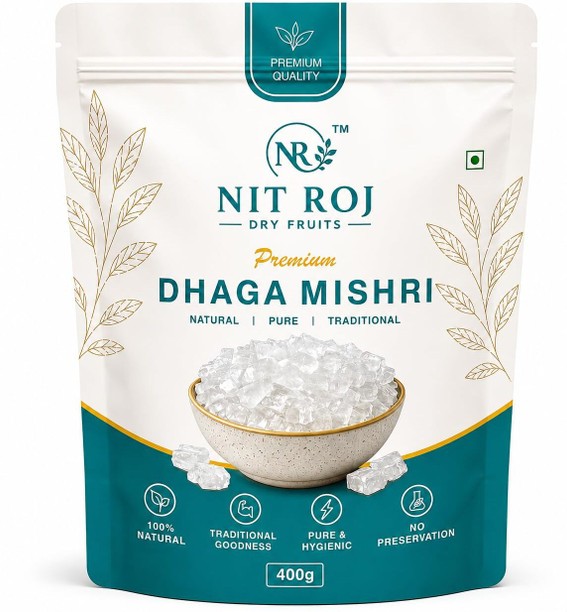 PREMIUM
QUALITY
NR
TM
NIT ROJ
DRY FRUITS
Premium
DHAGA MISHRI
NATURAL | PURE | TRADITIONAL
100%
NATURAL
TRADITIONAL
GOODNESS
PURE &
HYGIENIC
NO
PRESERVATION
400g